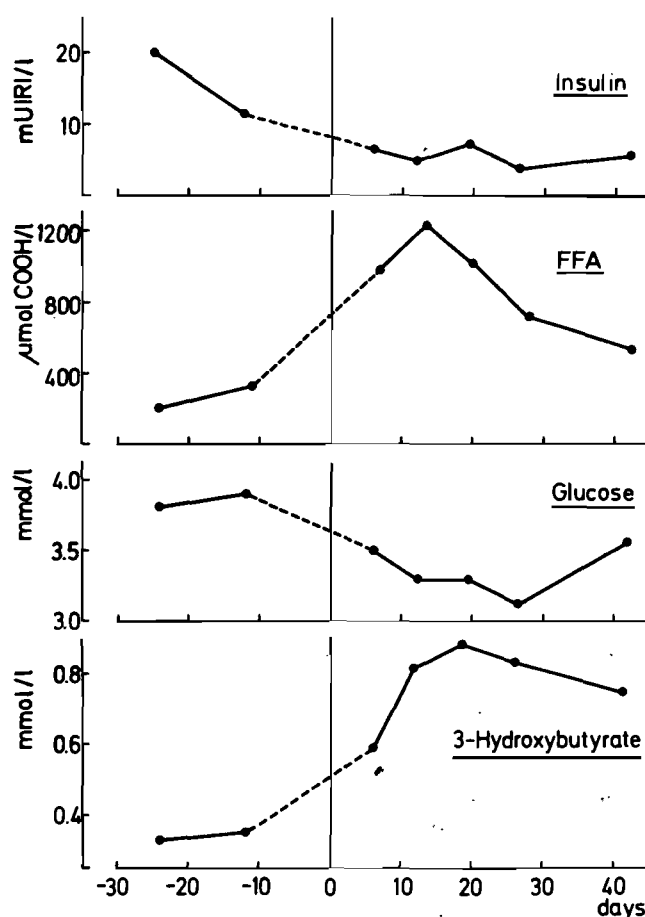 20
10
mUIRI/l
Insulin
1200
800
400
µmol COOH/l
FFA
4.0
3.5
3.0
mmol/l
Glucose
0.8
0.6
0.4
mmol/l
3-Hydroxybutyrate
-30 -20 -10 0 10 20 30 40
days